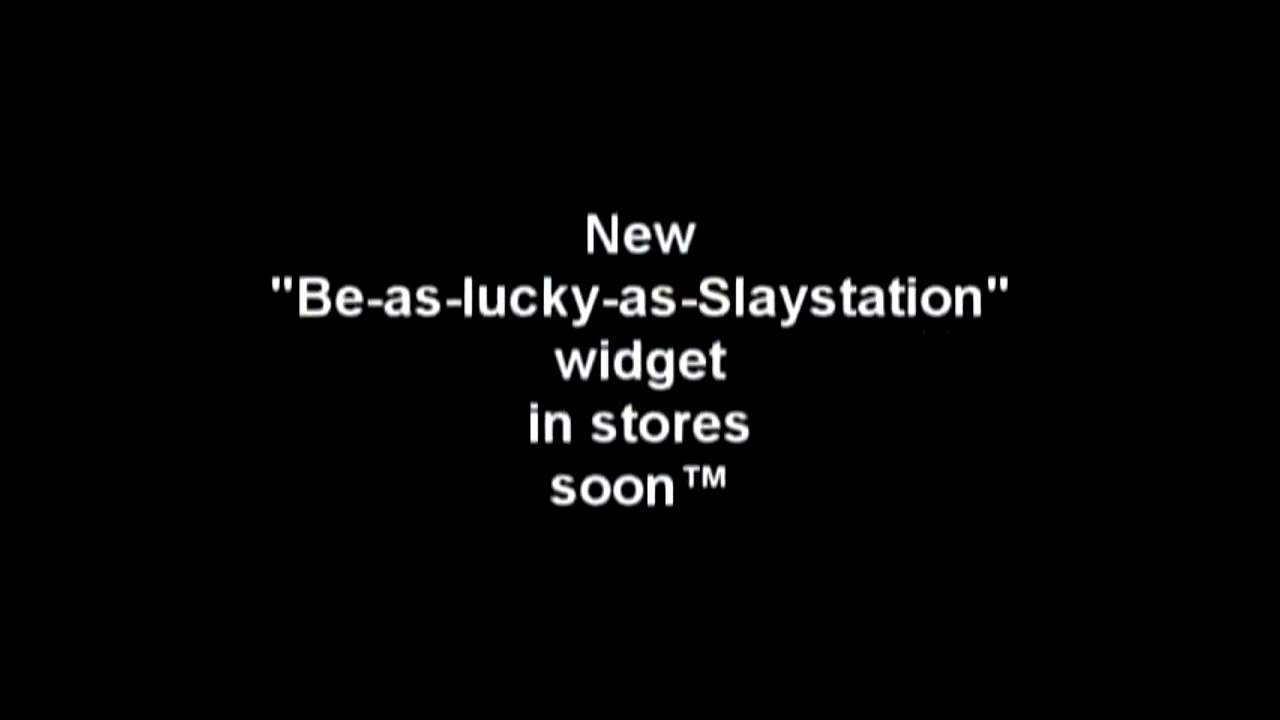 New
"Be-as-lucky-as-Slaystation"
widget
in stores
soon™